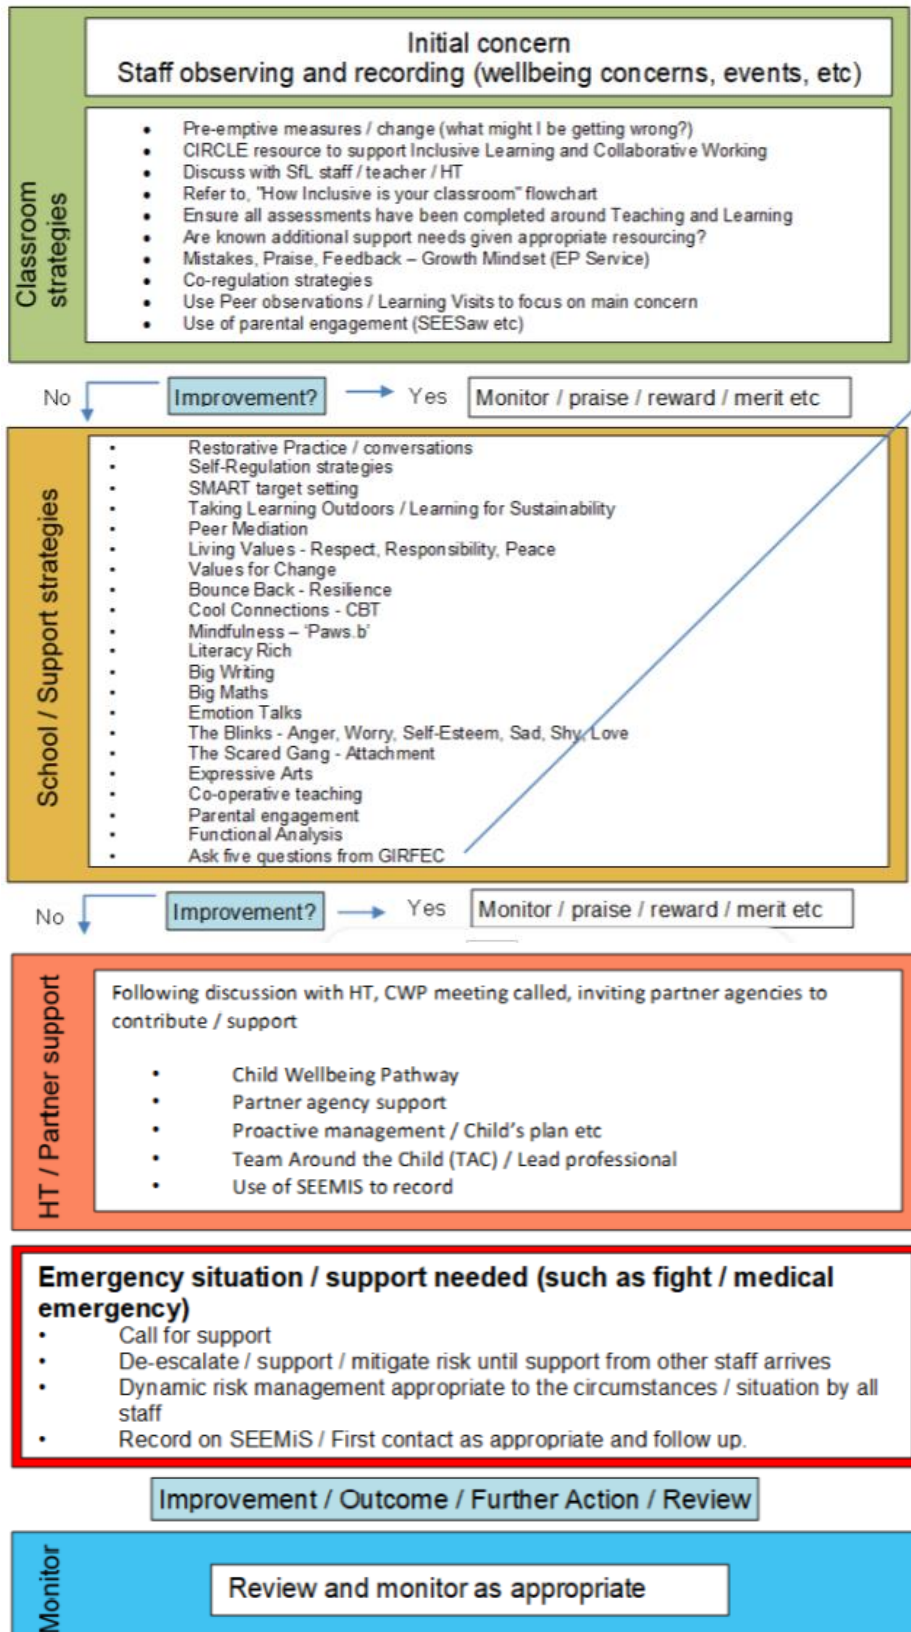 Classroom strategies
Initial concern
Staff observing and recording (wellbeing concerns, events, etc)
• Pre-emptive measures / change (what might I be getting wrong?)
• CIRCLE resource to support Inclusive Learning and Collaborative Working
• Discuss with SfL staff / teacher / HT
• Refer to, "How Inclusive is your classroom" flowchart
• Ensure all assessments have been completed around Teaching and Learning
• Are known additional support needs given appropriate resourcing?
• Mistakes, Praise, Feedback – Growth Mindset (EP Service)
• Co-regulation strategies
• Use Peer observations / Learning Visits to focus on main concern
• Use of parental engagement (SEESaw etc)
No
Improvement?
Yes
Monitor / praise / reward / merit etc
School / Support strategies
• Restorative Practice / conversations
• Self-Regulation strategies
• SMART target setting
• Taking Learning Outdoors / Learning for Sustainability
• Peer Mediation
• Living Values - Respect, Responsibility, Peace
• Values for Change
• Bounce Back - Resilience
• Cool Connections - CBT
• Mindfulness – 'Paws.b'
• Literacy Rich
• Big Writing
• Big Maths
• Emotion Talks
• The Blinks - Anger, Worry, Self-Esteem, Sad, Shy, Love
• The Scared Gang - Attachment
• Expressive Arts
• Co-operative teaching
• Parental engagement
• Functional Analysis
• Ask five questions from GIRFEC
No
Improvement?
Yes
Monitor / praise / reward / merit etc
HT / Partner support
Following discussion with HT, CWP meeting called, inviting partner agencies to
contribute / support
• Child Wellbeing Pathway
• Partner agency support
• Proactive management / Child's plan etc
• Team Around the Child (TAC) / Lead professional
• Use of SEEMIS to record
Emergency situation / support needed (such as fight / medical
emergency)
• Call for support
• De-escalate / support / mitigate risk until support from other staff arrives
• Dynamic risk management appropriate to the circumstances / situation by all
staff
• Record on SEEMiS / First contact as appropriate and follow up.
Improvement / Outcome / Further Action / Review
Monitor
Review and monitor as appropriate